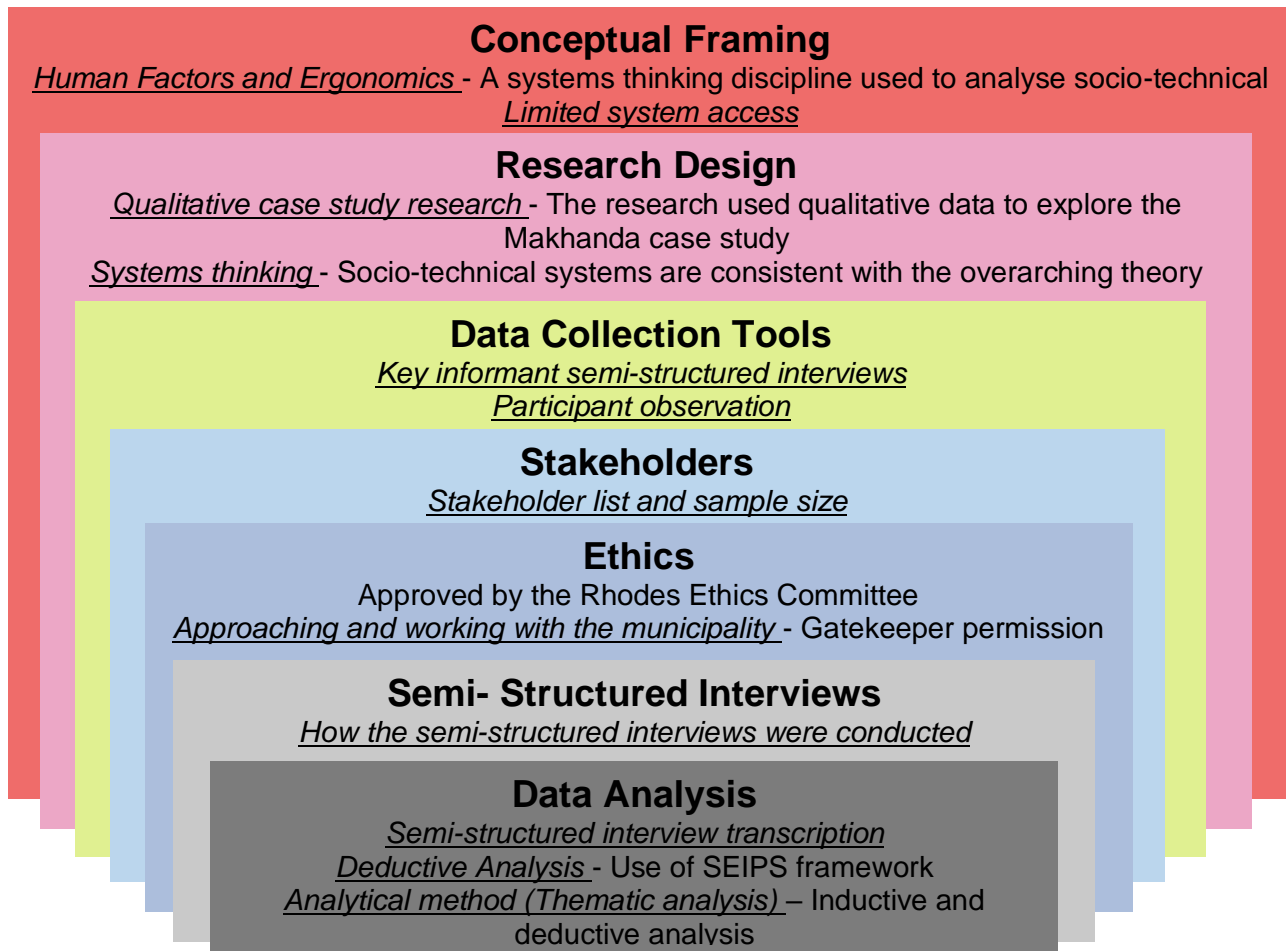 Conceptual Framing
Human Factors and Ergonomics - A systems thinking discipline used to analyse socio-technical
Limited system access
Research Design
Qualitative case study research - The research used qualitative data to explore the
Makhanda case study
Systems thinking - Socio-technical systems are consistent with the overarching theory
Data Collection Tools
Key informant semi-structured interviews
Participant observation
Stakeholders
Stakeholder list and sample size
Ethics
Approved by the Rhodes Ethics Committee
Approaching and working with the municipality - Gatekeeper permission
Semi- Structured Interviews
How the semi-structured interviews were conducted
Data Analysis
Semi-structured interview transcription
Deductive Analysis - Use of SEIPS framework
Analytical method (Thematic analysis) – Inductive and
deductive analysis